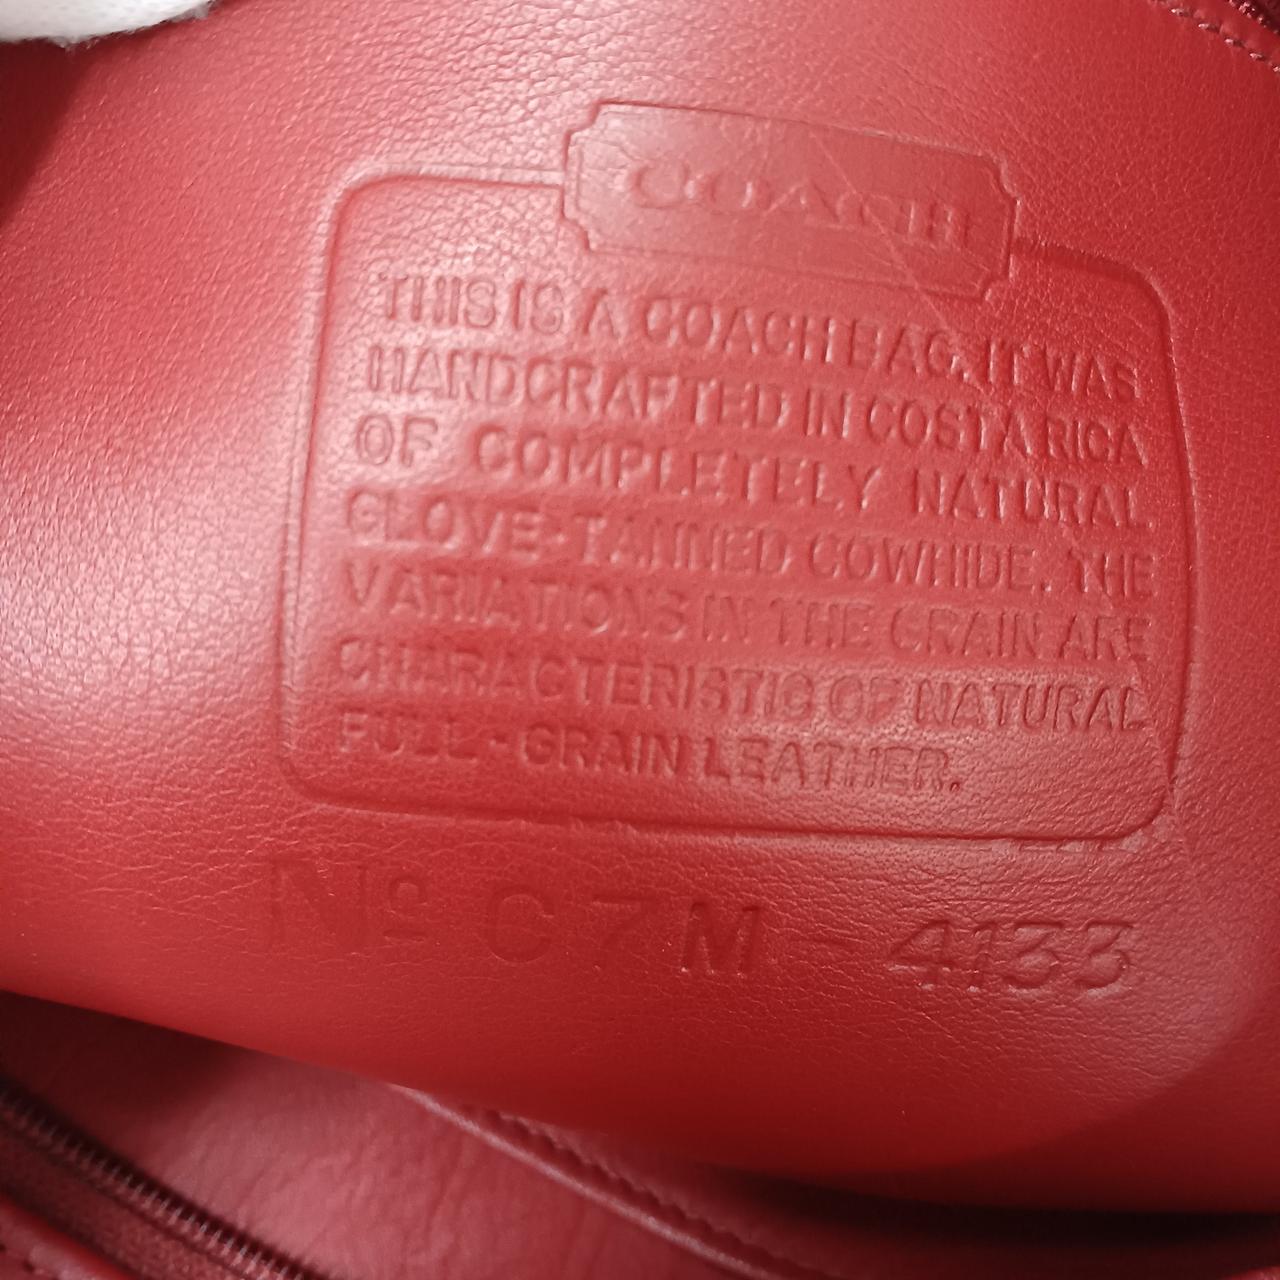 COACH
THIS IS A COACH BAG. IT WAS
HANDCRAFTED IN COSTA RICA
OF COMPLETELY NATURAL
GLOVE-TANNED COWHIDE. THE
VARIATIONS IN THE GRAIN ARE
CHARACTERISTIC OF NATURAL
FULL-GRAIN LEATHER.
Nº C7M-4133